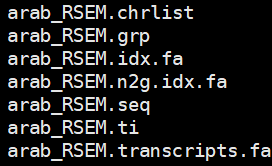 arab_RSEM.chrlist
arab_RSEM.grp
arab_RSEM.idx.fa
arab_RSEM.n2g.idx.fa
arab_RSEM.seq
arab_RSEM.ti
arab_RSEM.transcripts.fa